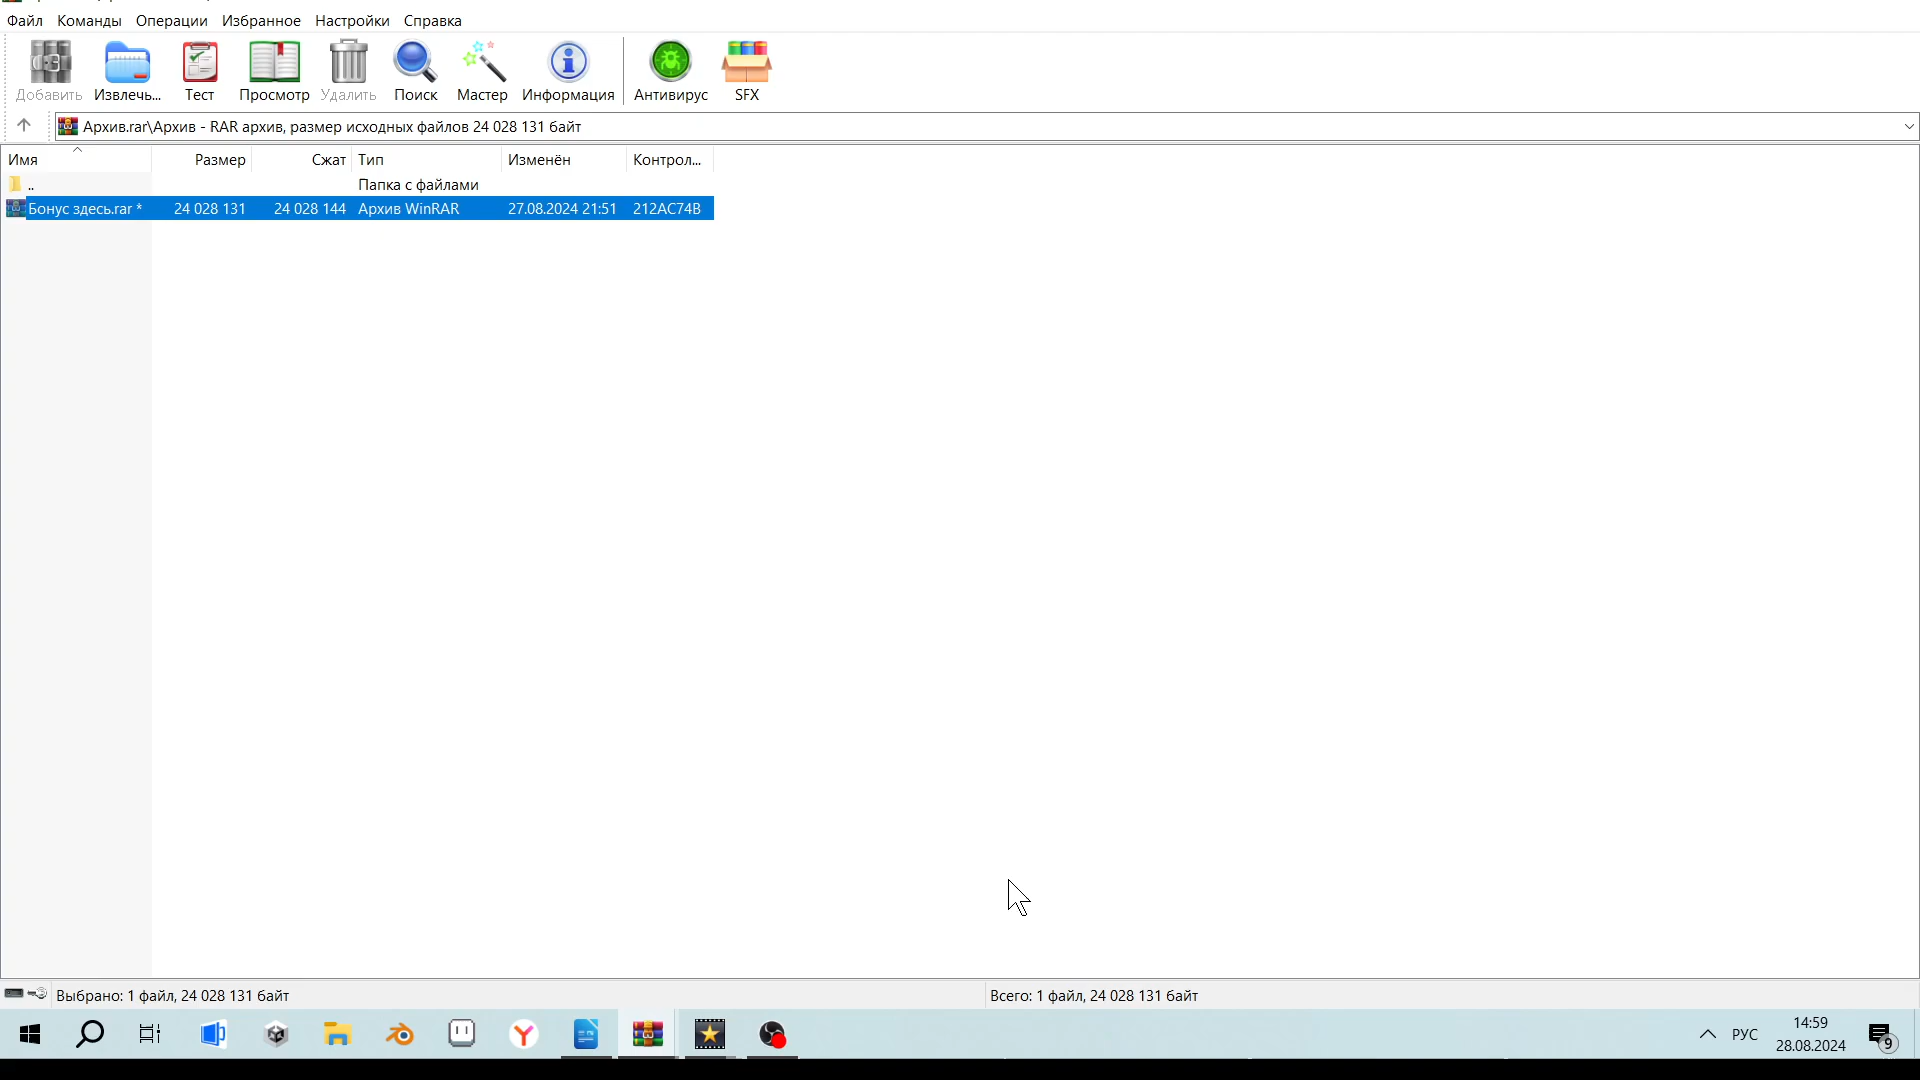 Файл Команды Операции Избранное Настройки Справка
Добавить Извлечь... Тест Просмотр Удалить Поиск Мастер Информация Антивирус SFX
Архив.rar\Архив - RAR архив, размер исходных файлов 24 028 131 байт
Имя Размер Сжат Тип Изменён Контрол...
.. Папка с файлами
Бонус здесь.rar * 24 028 131 24 028 144 Архив WinRAR 27.08.2024 21:51 212AC74B
Выбрано: 1 файл, 24 028 131 байт Всего: 1 файл, 24 028 131 байт
РУС 14:59
28.08.2024 9